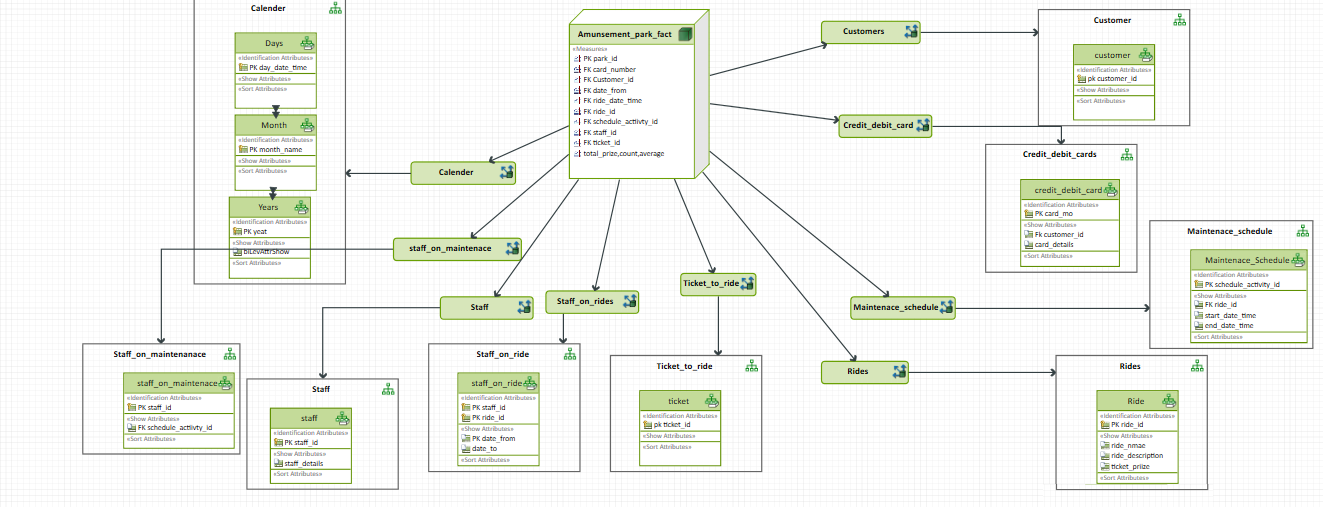 Calender
Days
«Identification Attributes»
PK day_date_time
«Show Attributes»
«Sort Attributes»
Month
«Identification Attributes»
PK month_name
«Show Attributes»
«Sort Attributes»
Years
«Identification Attributes»
PK yeat
«Show Attributes»
biLevAttrShow
«Sort Attributes»
Amunsement_park_fact
«Measures»
PK park_id
FK card_number
FK Customer_id
FK date_from
FK ride_date_time
FK ride_id
FK schedule_activty_id
FK staff_id
FK ticket_id
total_prize,count,average
Customers
Customer
customer
«Identification Attributes»
pk customer_id
«Show Attributes»
«Sort Attributes»
Credit_debit_card
Credit_debit_cards
credit_debit_card
«Identification Attributes»
PK card_mo
«Show Attributes»
Fk customer_id
card_details
«Sort Attributes»
Calender
staff_on_maintenace
Staff
Staff_on_rides
Ticket_to_ride
Maintenace_schedule
Rides
Maintenace_schedule
Maintenace_Schedule
«Identification Attributes»
PK schedule_activity_id
«Show Attributes»
FK ride_id
start_date_time
end_date_time
«Sort Attributes»
Staff_on_maintenanace
staff_on_maintenace
«Identification Attributes»
PK staff_id
«Show Attributes»
FK schedule_actiivty_id
«Sort Attributes»
Staff
staff
«Identification Attributes»
PK staff_id
«Show Attributes»
staff_details
«Sort Attributes»
Staff_on_ride
staff_on_ride
«Identification Attributes»
PK staff_id
PK ride_id
«Show Attributes»
PK date_from
date_to
«Sort Attributes»
Ticket_to_ride
ticket
«Identification Attributes»
pk ticket_id
«Show Attributes»
«Sort Attributes»
Rides
Ride
«Identification Attributes»
PK ride_id
«Show Attributes»
ride_nmae
ride_description
ticket_priize
«Sort Attributes»